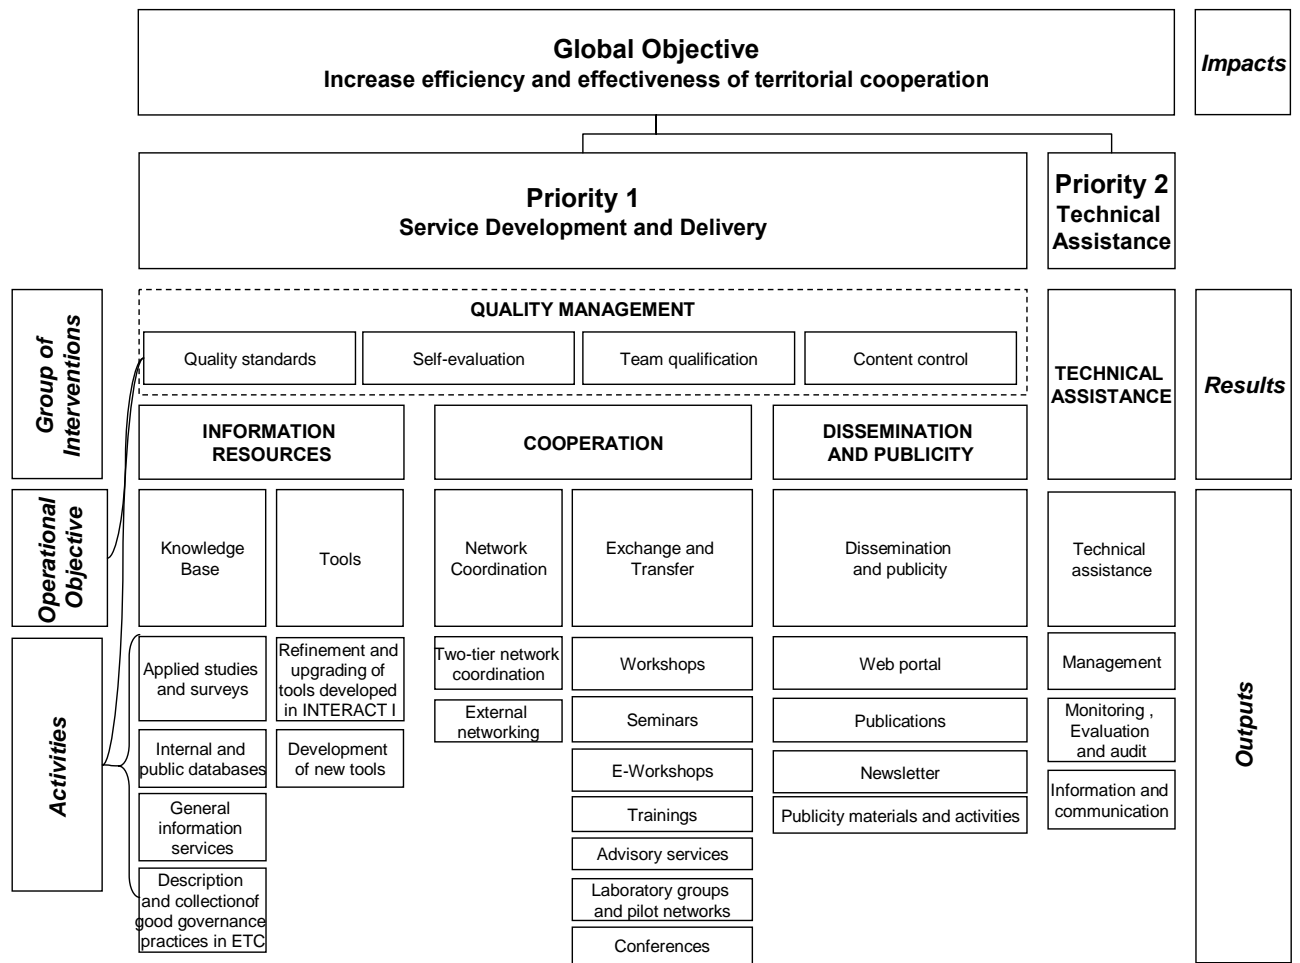 Global Objective
Increase efficiency and effectiveness of territorial cooperation
Impacts
Priority 1
Service Development and Delivery
Priority 2
Technical
Assistance
Group of
Interventions
QUALITY MANAGEMENT
Quality standards
Self-evaluation
Team qualification
Content control
TECHNICAL
ASSISTANCE
Results
INFORMATION
RESOURCES
COOPERATION
DISSEMINATION
AND PUBLICITY
Operational
Objective
Knowledge
Base
Tools
Network
Coordination
Exchange and
Transfer
Dissemination
and publicity
Technical
assistance
Outputs
Activities
Applied studies
and surveys
Internal and
public databases
General
information
services
Description
and collectionof
good governance
practices in ETC
Refinement and
upgrading of
tools developed
in INTERACT I
Development
of new tools
Two-tier network
coordination
External
networking
Workshops
Seminars
E-Workshops
Trainings
Advisory services
Laboratory groups
and pilot networks
Conferences
Web portal
Publications
Newsletter
Publicity materials and activities
Management
Monitoring ,
Evaluation
and audit
Information and
communication